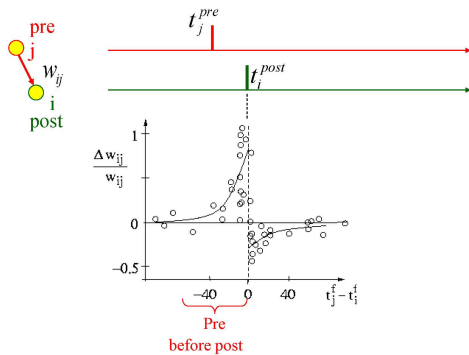 pre
j
w_ij
i
post
t_j^pre
t_i^post
Δ w_ij
w_ij
1
0
−0.5
−40 0 40 t_j^f − t_i^f
Pre
before post